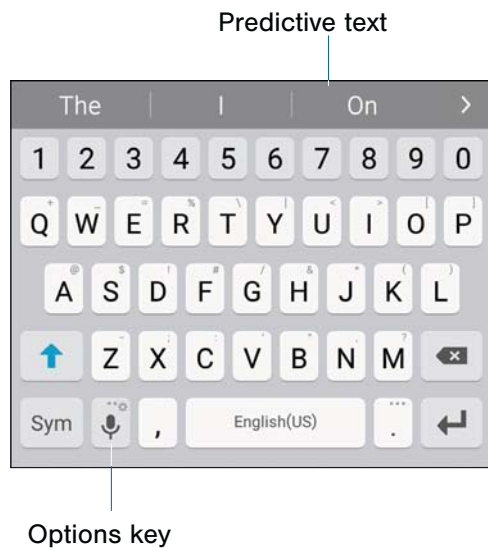 Predictive text
The I On >
1 2 3 4 5 6 7 8 9 0
+ _ = % \ | < > [ ]
Q W E R T Y U I O P
@ $ ! # / & * ( )
A S D F G H J K L
- ; : ' " , ?
Z X C V B N M
Sym , English(US) .
Options key